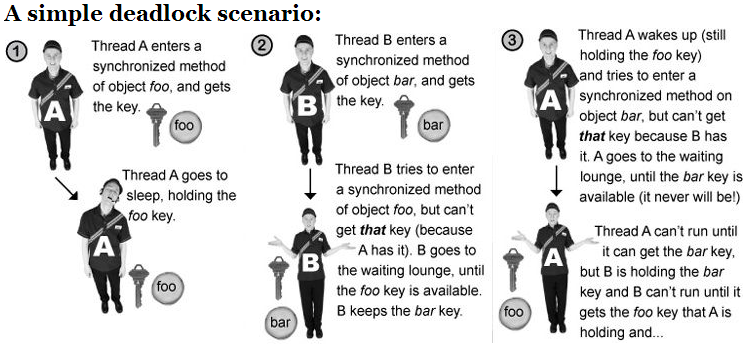 A simple deadlock scenario:
1
Thread A enters a
synchronized method
of object foo, and gets
the key.
foo
A
Thread A goes to
sleep, holding the
foo key.
A
foo
2
Thread B enters a
synchronized method
of object bar, and gets
the key.
bar
B
Thread B tries to enter
a synchronized method
of object foo, but can't
get that key (because
A has it). B goes to
the waiting lounge, until
the foo key is available.
B keeps the bar key.
B
bar
3
Thread A wakes up (still
holding the foo key)
and tries to enter a
synchronized method on
object bar, but can't get
that key because B has
it. A goes to the waiting
lounge, until the bar key is
available (it never will be!)
A
Thread A can't run until
it can get the bar key,
but B is holding the bar
key and B can't run until it
gets the foo key that A is
holding and...
A
foo